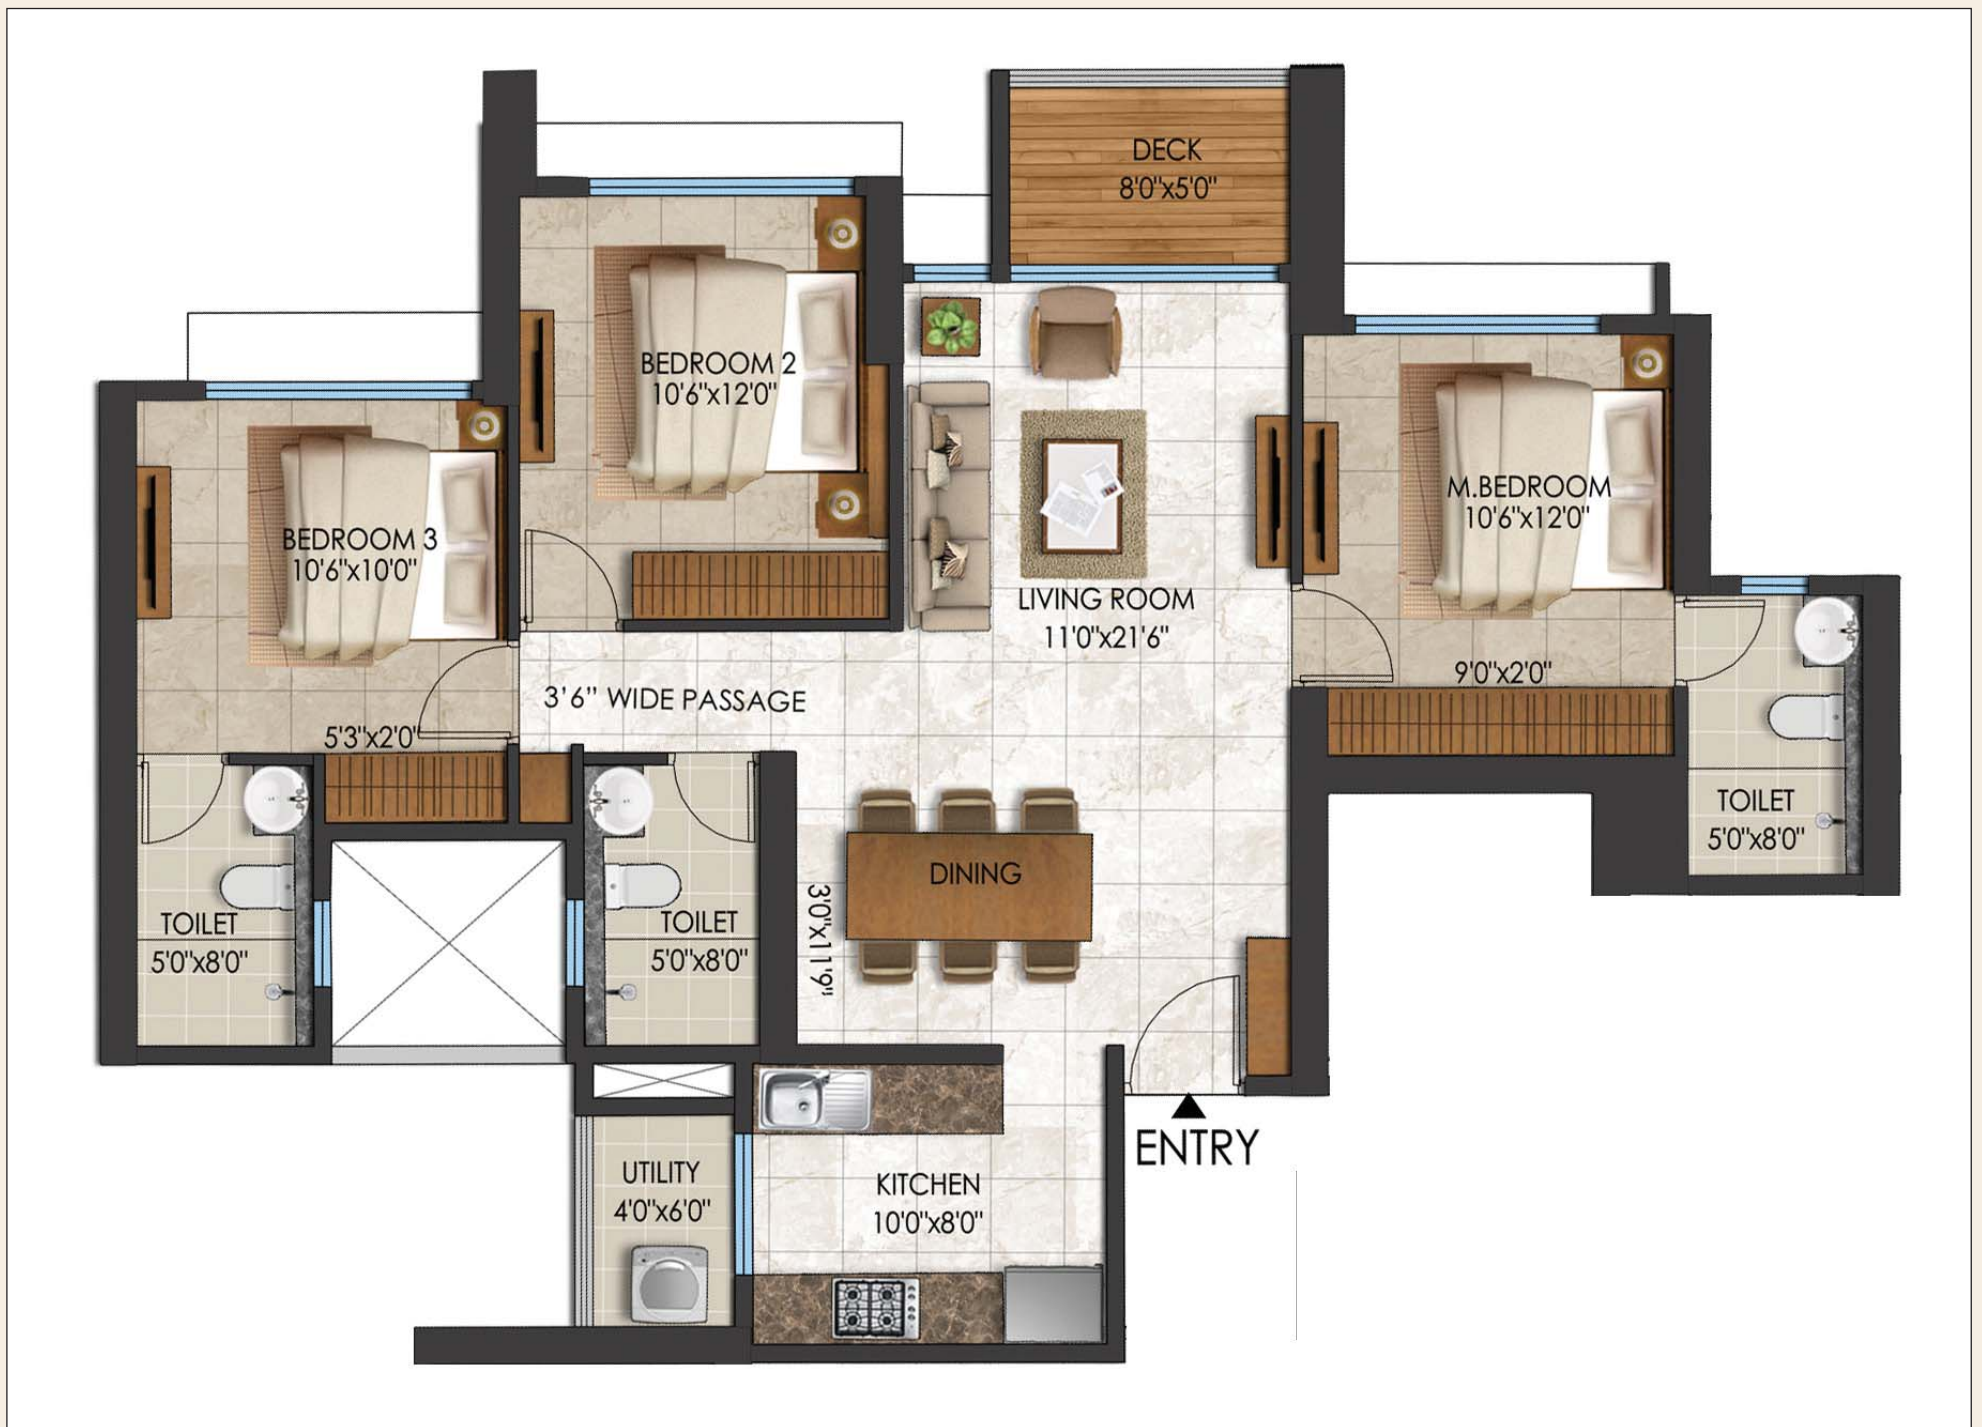 DECK
8'0"x5'0"
BEDROOM 2
10'6"x12'0"
M.BEDROOM
10'6"x12'0"
BEDROOM 3
10'6"x10'0"
LIVING ROOM
11'0"x21'6"
9'0"x2'0"
3'6" WIDE PASSAGE
5'3"x2'0"
TOILET
5'0"x8'0"
DINING
3'0"x11'9"
TOILET
5'0"x8'0"
TOILET
5'0"x8'0"
ENTRY
UTILITY
4'0"x6'0"
KITCHEN
10'0"x8'0"